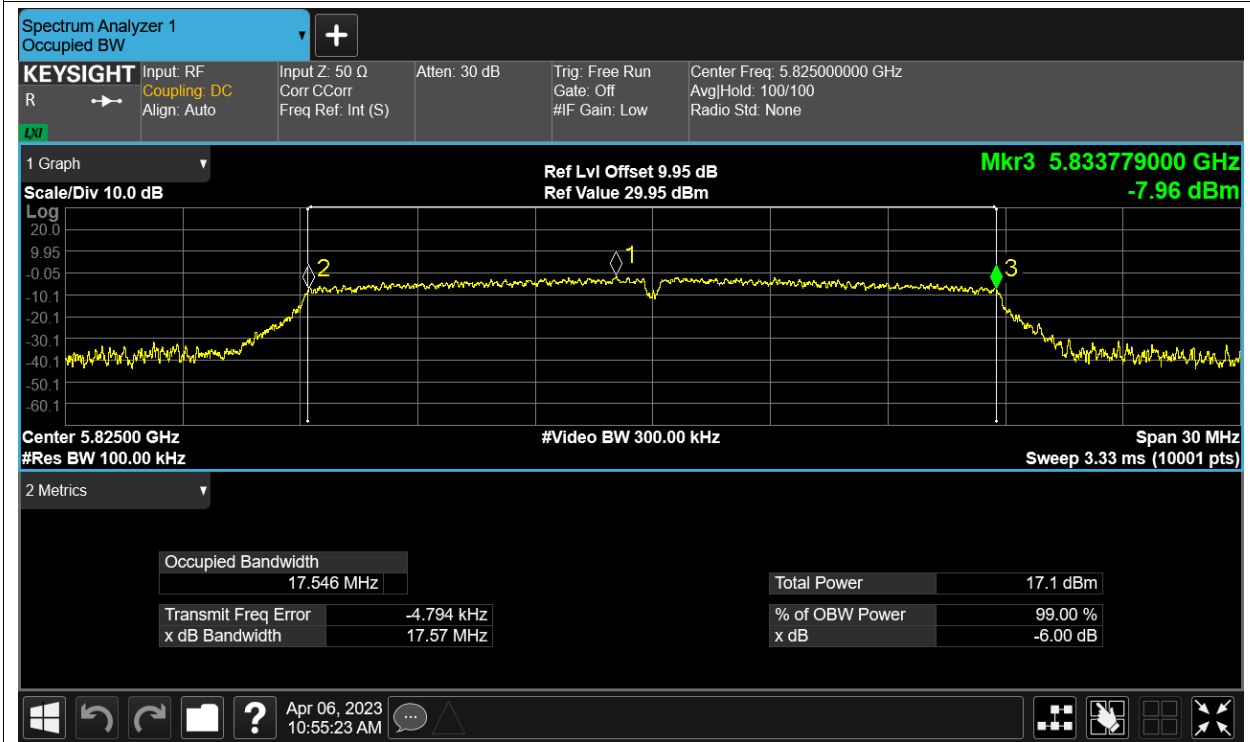 Spectrum Analyzer 1
Occupied BW
+
KEYSIGHT
R
LXI
Input: RF
Coupling: DC
Align: Auto
Input Z: 50 Ω
Corr CCorr
Freq Ref: Int (S)
Atten: 30 dB
Trig: Free Run
Gate: Off
#IF Gain: Low
Center Freq: 5.825000000 GHz
Avg|Hold: 100/100
Radio Std: None
1 Graph
Scale/Div 10.0 dB
Ref Lvl Offset 9.95 dB
Ref Value 29.95 dBm
Mkr3 5.833779000 GHz
-7.96 dBm
Log
20.0
9.95
-0.05
-10.1
-20.1
-30.1
-40.1
-50.1
-60.1
2
1
3
Center 5.82500 GHz
#Video BW 300.00 kHz
Span 30 MHz
#Res BW 100.00 kHz
Sweep 3.33 ms (10001 pts)
2 Metrics
Occupied Bandwidth
17.546 MHz
Transmit Freq Error -4.794 kHz
x dB Bandwidth 17.57 MHz
Total Power 17.1 dBm
% of OBW Power 99.00 %
x dB -6.00 dB
?
Apr 06, 2023
10:55:23 AM